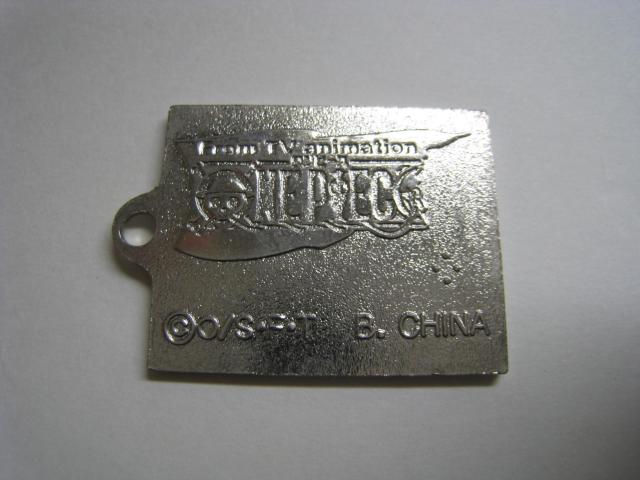 From TV animation
ONE PIECE
©O/S・F・T B. CHINA